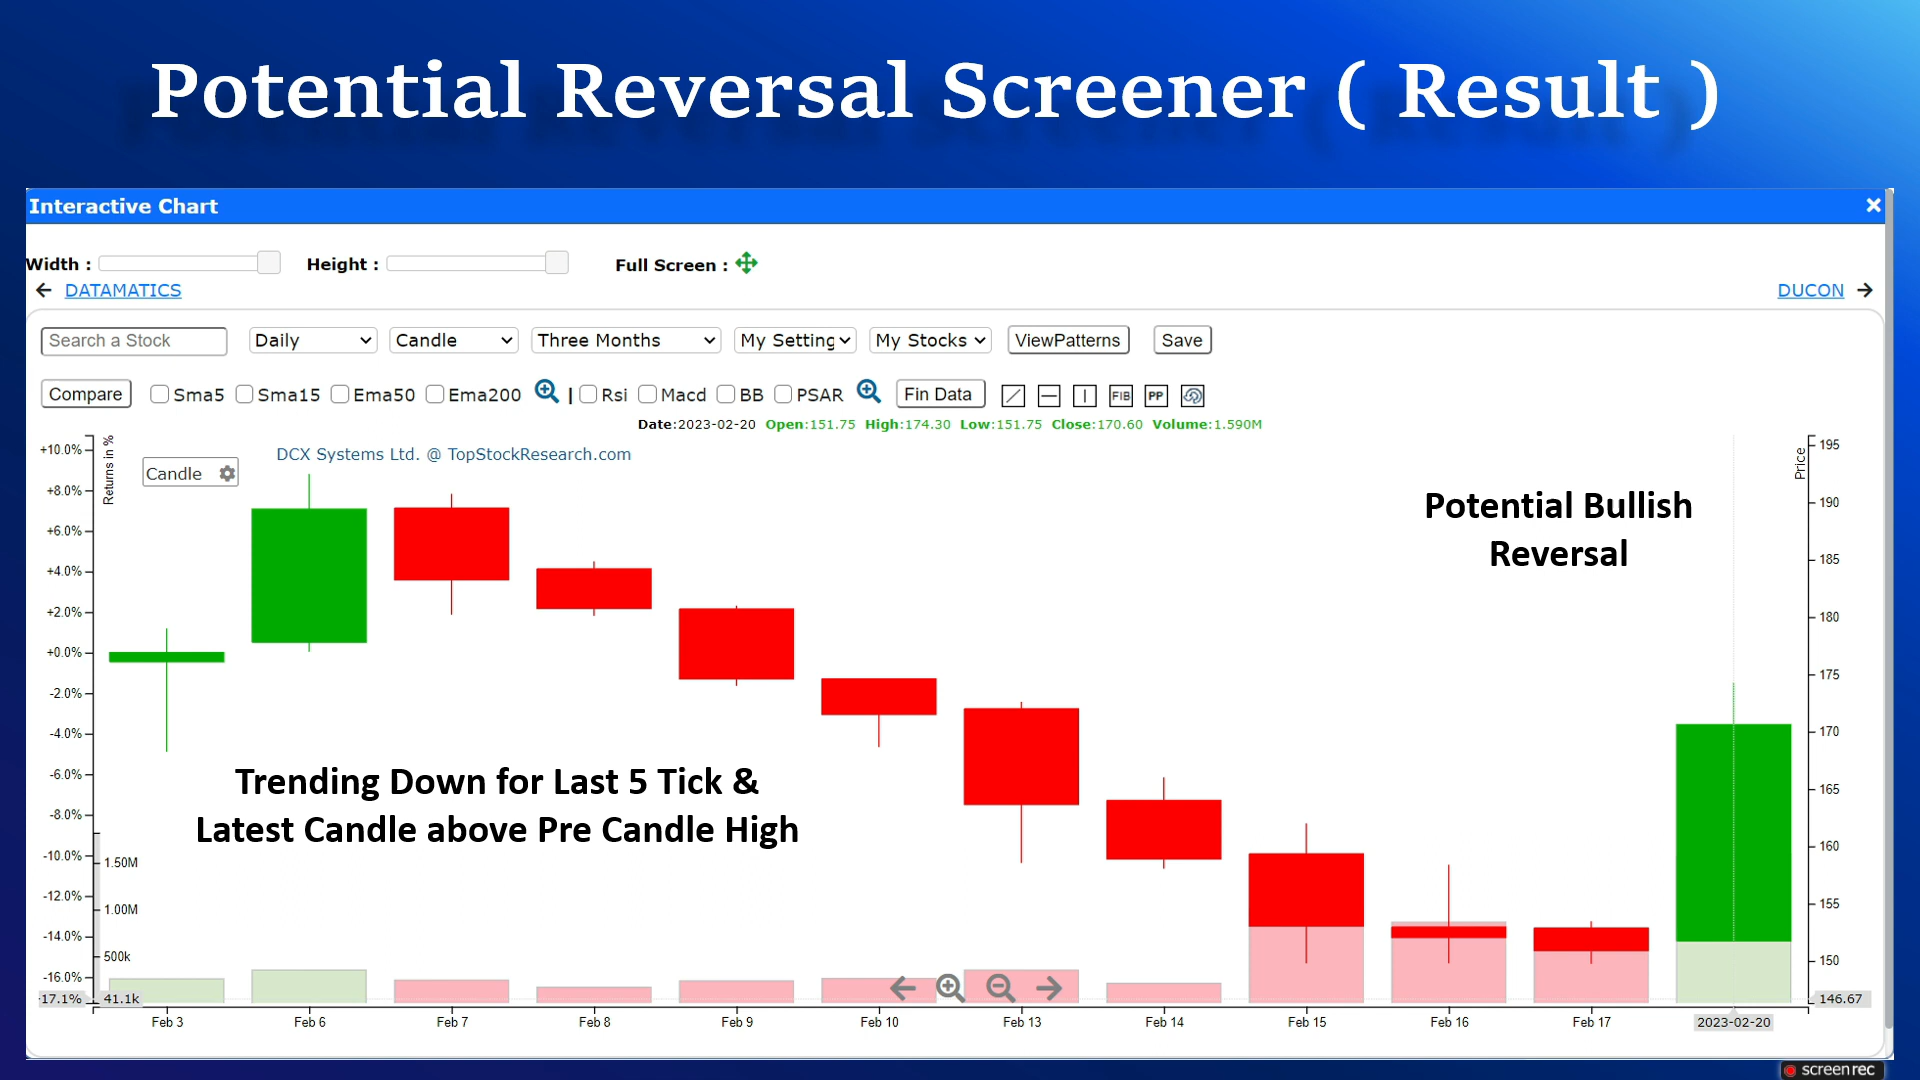 Potential Reversal Screener ( Result )
Interactive Chart
Width :
Height :
Full Screen :
DATAMATICS
DUCON
Search a Stock
Daily
Candle
Three Months
My Setting
My Stocks
ViewPatterns
Save
Compare
Sma5
Sma15
Ema50
Ema200
|
Rsi
Macd
BB
PSAR
Fin Data
FIB
PP
Date:2023-02-20 Open:151.75 High:174.30 Low:151.75 Close:170.60 Volume:1.590M
DCX Systems Ltd. @ TopStockResearch.com
Candle
Returns in %
+10.0%
+8.0%
+6.0%
+4.0%
+2.0%
+0.0%
-2.0%
-4.0%
-6.0%
-8.0%
-10.0%
-12.0%
-14.0%
-16.0%
-17.1%
1.50M
1.00M
500k
41.1k
Potential Bullish
Reversal
Trending Down for Last 5 Tick &
Latest Candle above Pre Candle High
Price
195
190
185
180
175
170
165
160
155
150
146.67
Feb 3
Feb 6
Feb 7
Feb 8
Feb 9
Feb 10
Feb 13
Feb 14
Feb 15
Feb 16
Feb 17
2023-02-20
screenrec